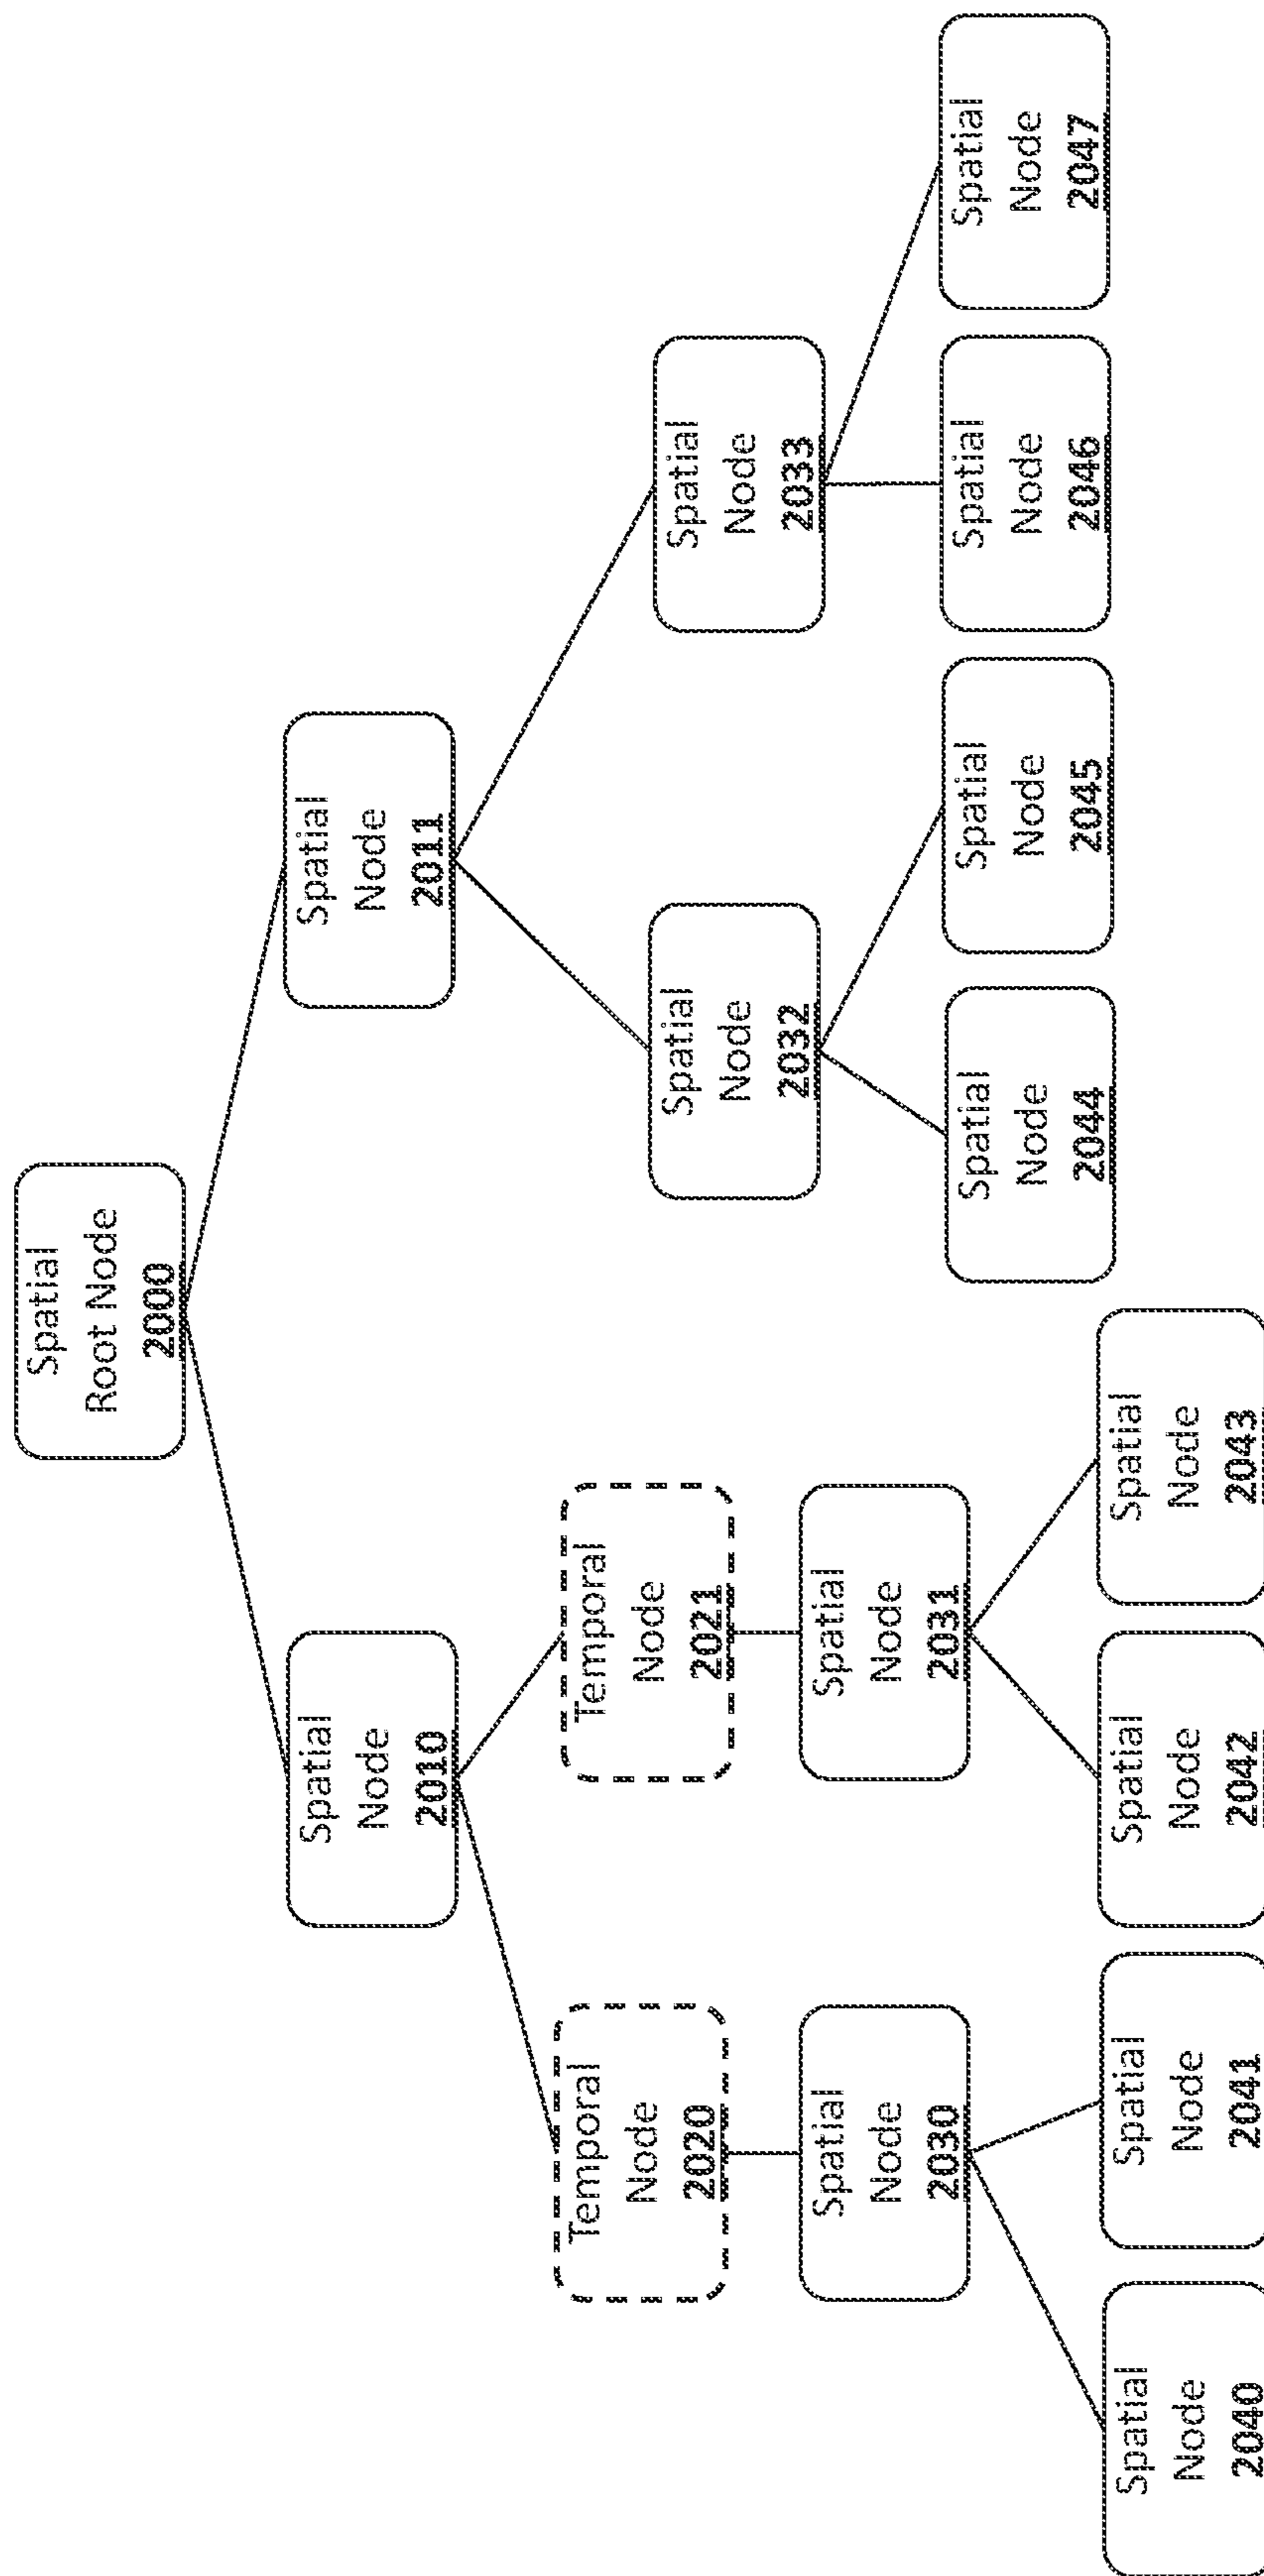 Spatial
Root Node
2000
Spatial
Node
2010
Spatial
Node
2011
Temporal
Node
2020
Temporal
Node
2021
Spatial
Node
2030
Spatial
Node
2031
Spatial
Node
2032
Spatial
Node
2033
Spatial
Node
2040
Spatial
Node
2041
Spatial
Node
2042
Spatial
Node
2043
Spatial
Node
2044
Spatial
Node
2045
Spatial
Node
2046
Spatial
Node
2047